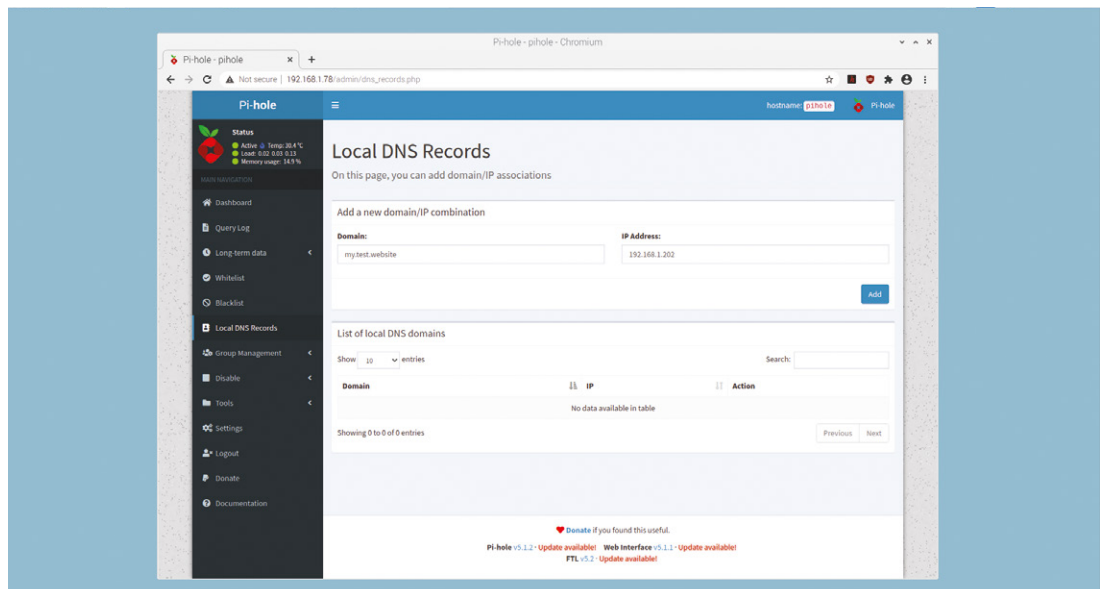 Pi-hole - pihole - Chromium
Pi-hole - pihole
Not secure | 192.168.1.78/admin/dns_records.php
Pi-hole
hostname: pihole
Pi-hole
Status
Active Temp: 30.4 °C
Load: 0.02 0.03 0.13
Memory usage: 14.9 %
MAIN NAVIGATION
Dashboard
Query Log
Long-term data
Whitelist
Blacklist
Local DNS Records
Group Management
Disable
Tools
Settings
Logout
Donate
Documentation
Local DNS Records
On this page, you can add domain/IP associations
Add a new domain/IP combination
Domain: IP Address:
my.test.website 192.168.1.202
Add
List of local DNS domains
Show 10 entries Search:
Domain IP Action
No data available in table
Showing 0 to 0 of 0 entries Previous Next
Donate if you found this useful.
Pi-hole v5.1.2 · Update available! Web Interface v5.1.1 · Update available!
FTL v5.2 · Update available!